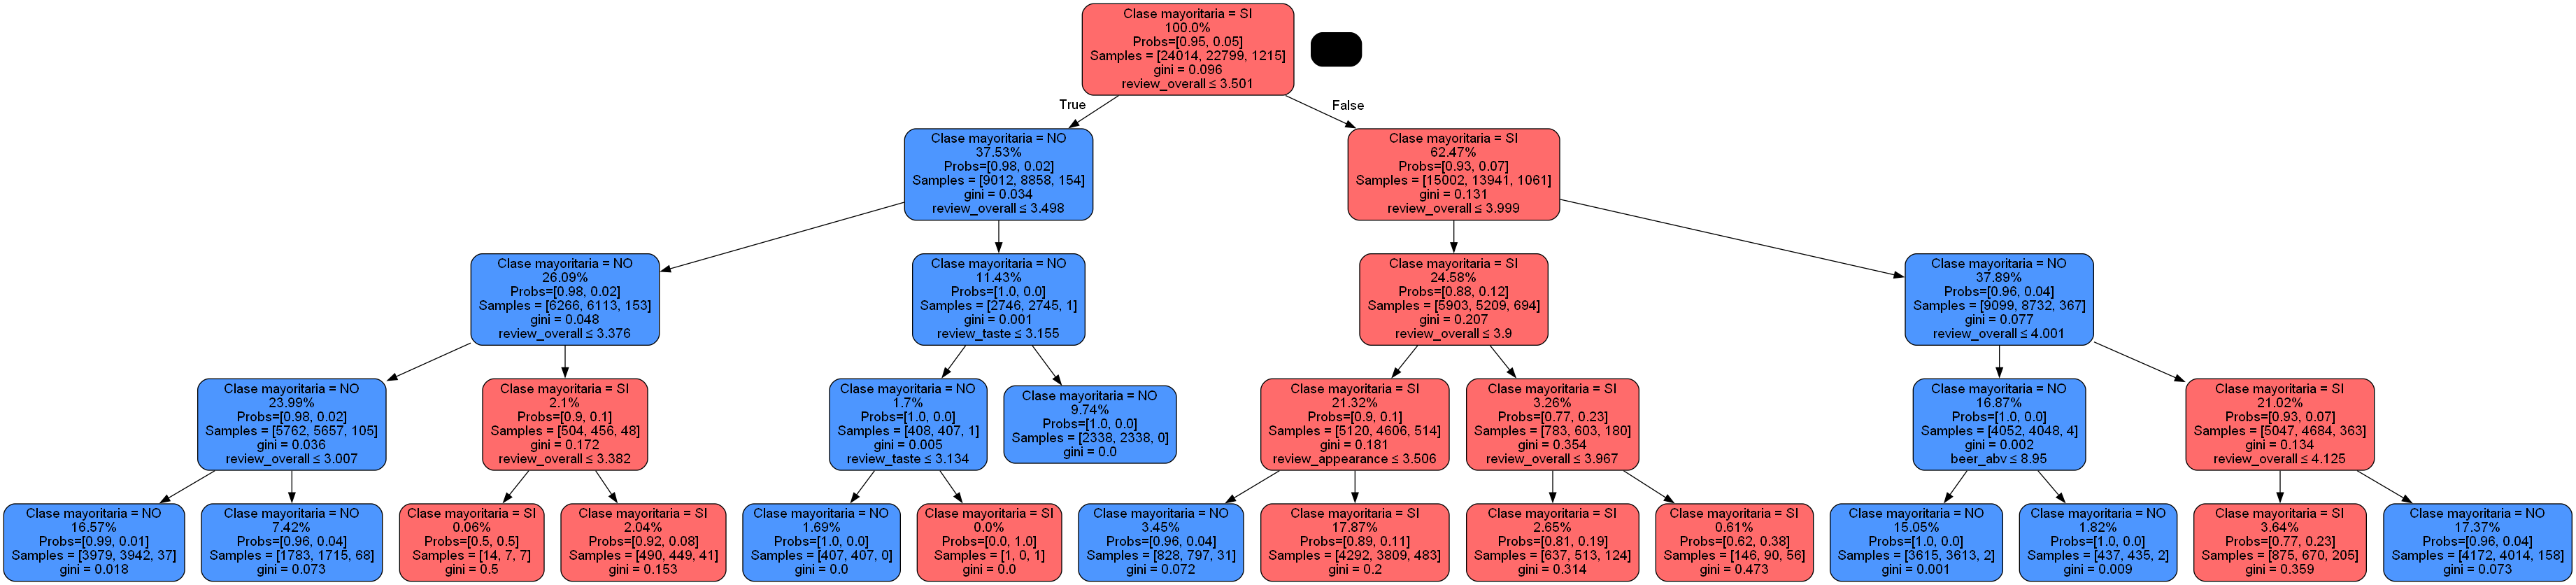 Clase mayoritaria = SI
100.0%
Probs=[0.95, 0.05]
Samples = [24014, 22799, 1215]
gini = 0.096
review_overall ≤ 3.501
True
False
Clase mayoritaria = NO
37.53%
Probs=[0.98, 0.02]
Samples = [9012, 8858, 154]
gini = 0.034
review_overall ≤ 3.498
Clase mayoritaria = SI
62.47%
Probs=[0.93, 0.07]
Samples = [15002, 13941, 1061]
gini = 0.131
review_overall ≤ 3.999
Clase mayoritaria = NO
26.09%
Probs=[0.98, 0.02]
Samples = [6266, 6113, 153]
gini = 0.048
review_overall ≤ 3.376
Clase mayoritaria = NO
11.43%
Probs=[1.0, 0.0]
Samples = [2746, 2745, 1]
gini = 0.001
review_taste ≤ 3.155
Clase mayoritaria = SI
24.58%
Probs=[0.88, 0.12]
Samples = [5903, 5209, 694]
gini = 0.207
review_overall ≤ 3.9
Clase mayoritaria = NO
37.89%
Probs=[0.96, 0.04]
Samples = [9099, 8732, 367]
gini = 0.077
review_overall ≤ 4.001
Clase mayoritaria = NO
23.99%
Probs=[0.98, 0.02]
Samples = [5762, 5657, 105]
gini = 0.036
review_overall ≤ 3.007
Clase mayoritaria = SI
2.1%
Probs=[0.9, 0.1]
Samples = [504, 456, 48]
gini = 0.172
review_overall ≤ 3.382
Clase mayoritaria = NO
1.7%
Probs=[1.0, 0.0]
Samples = [408, 407, 1]
gini = 0.005
review_taste ≤ 3.134
Clase mayoritaria = NO
9.74%
Probs=[1.0, 0.0]
Samples = [2338, 2338, 0]
gini = 0.0
Clase mayoritaria = SI
21.32%
Probs=[0.9, 0.1]
Samples = [5120, 4606, 514]
gini = 0.181
review_appearance ≤ 3.506
Clase mayoritaria = SI
3.26%
Probs=[0.77, 0.23]
Samples = [783, 603, 180]
gini = 0.354
review_overall ≤ 3.967
Clase mayoritaria = NO
16.87%
Probs=[1.0, 0.0]
Samples = [4052, 4048, 4]
gini = 0.002
beer_abv ≤ 8.95
Clase mayoritaria = SI
21.02%
Probs=[0.93, 0.07]
Samples = [5047, 4684, 363]
gini = 0.134
review_overall ≤ 4.125
Clase mayoritaria = NO
16.57%
Probs=[0.99, 0.01]
Samples = [3979, 3942, 37]
gini = 0.018
Clase mayoritaria = NO
7.42%
Probs=[0.96, 0.04]
Samples = [1783, 1715, 68]
gini = 0.073
Clase mayoritaria = SI
0.06%
Probs=[0.5, 0.5]
Samples = [14, 7, 7]
gini = 0.5
Clase mayoritaria = SI
2.04%
Probs=[0.92, 0.08]
Samples = [490, 449, 41]
gini = 0.153
Clase mayoritaria = NO
1.69%
Probs=[1.0, 0.0]
Samples = [407, 407, 0]
gini = 0.0
Clase mayoritaria = SI
0.0%
Probs=[0.0, 1.0]
Samples = [1, 0, 1]
gini = 0.0
Clase mayoritaria = NO
3.45%
Probs=[0.96, 0.04]
Samples = [828, 797, 31]
gini = 0.072
Clase mayoritaria = SI
17.87%
Probs=[0.89, 0.11]
Samples = [4292, 3809, 483]
gini = 0.2
Clase mayoritaria = SI
2.65%
Probs=[0.81, 0.19]
Samples = [637, 513, 124]
gini = 0.314
Clase mayoritaria = SI
0.61%
Probs=[0.62, 0.38]
Samples = [146, 90, 56]
gini = 0.473
Clase mayoritaria = NO
15.05%
Probs=[1.0, 0.0]
Samples = [3615, 3613, 2]
gini = 0.001
Clase mayoritaria = NO
1.82%
Probs=[1.0, 0.0]
Samples = [437, 435, 2]
gini = 0.009
Clase mayoritaria = SI
3.64%
Probs=[0.77, 0.23]
Samples = [875, 670, 205]
gini = 0.359
Clase mayoritaria = NO
17.37%
Probs=[0.96, 0.04]
Samples = [4172, 4014, 158]
gini = 0.073